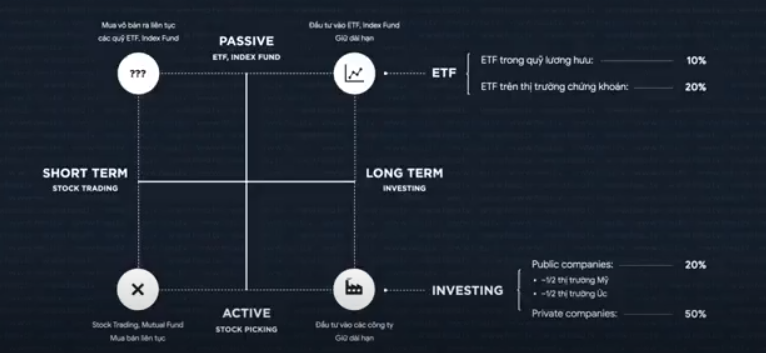 Mua vô bán ra liên tục
các quỹ ETF, Index Fund
PASSIVE
ETF, INDEX FUND
Đầu tư vào ETF, Index Fund
Giữ dài hạn
???
ETF
ETF trong quỹ lương hưu:
10%
ETF trên thị trường chứng khoán:
20%
SHORT TERM
STOCK TRADING
LONG TERM
INVESTING
INVESTING
Public companies:
20%
• ~1/2 thị trường Mỹ
• ~1/2 thị trường Úc
Private companies:
50%
Stock Trading, Mutual Fund
Mua bán liên tục
ACTIVE
STOCK PICKING
Đầu tư vào các công ty
Giữ dài hạn